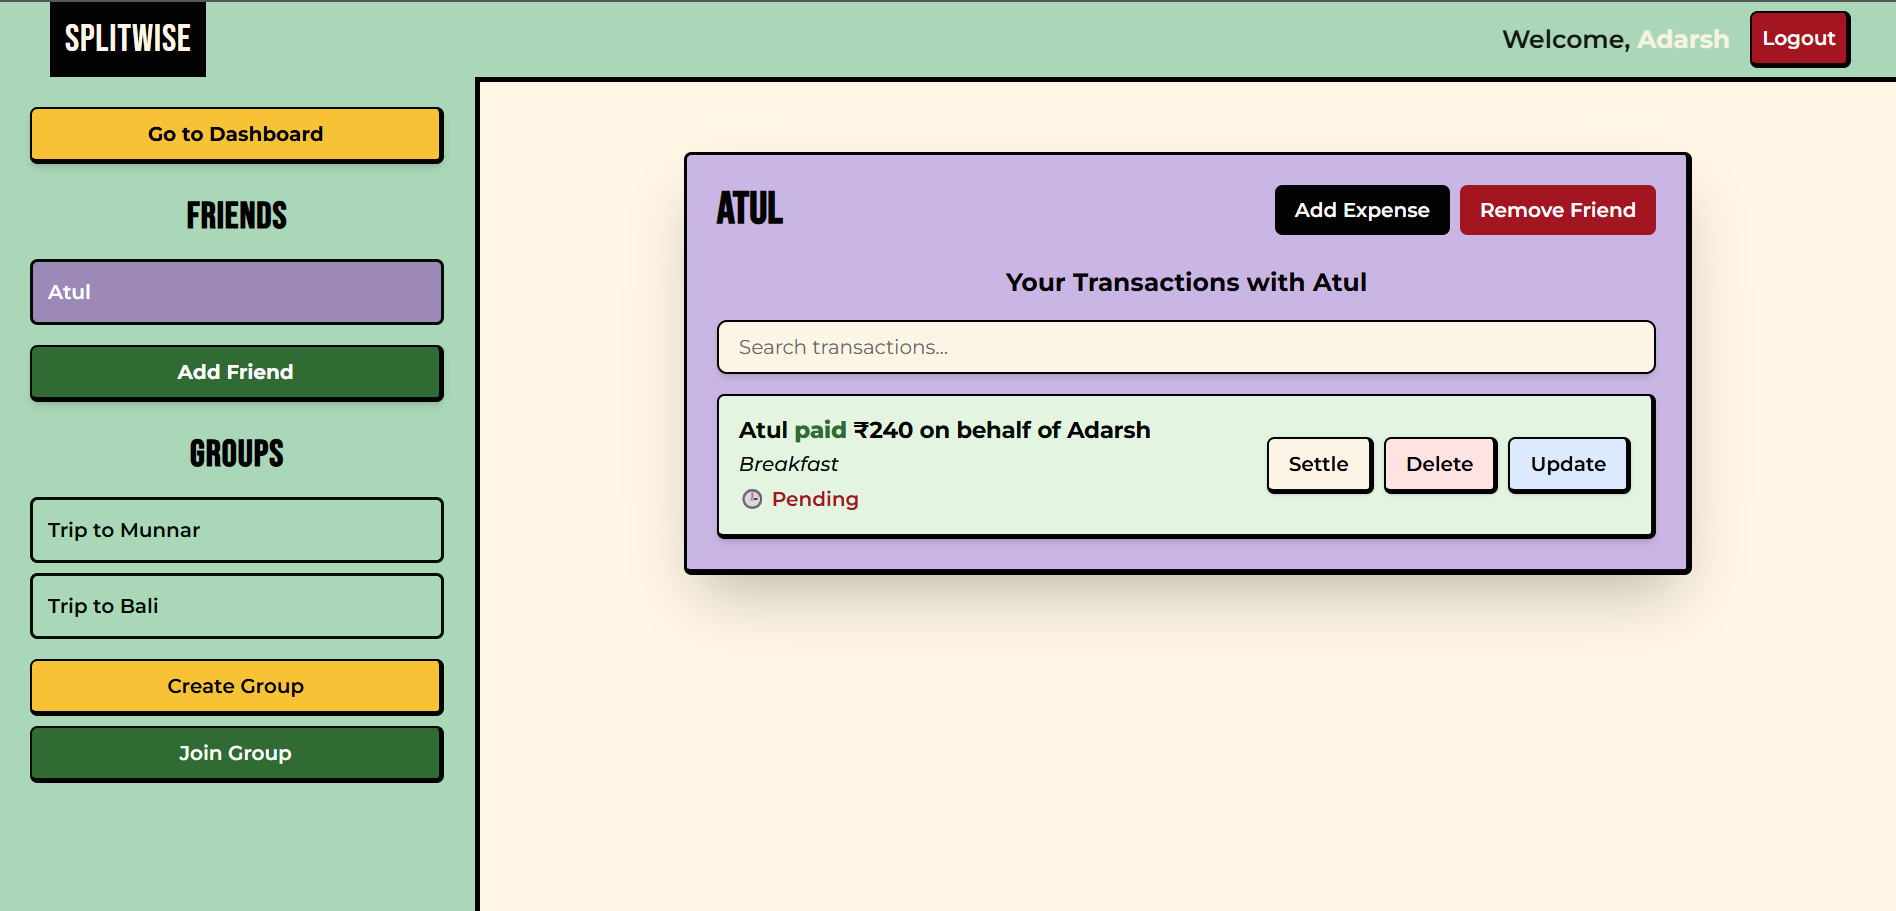 SPLITWISE
Welcome, Adarsh
Logout
Go to Dashboard
FRIENDS
Atul
Add Friend
GROUPS
Trip to Munnar
Trip to Bali
Create Group
Join Group
ATUL
Add Expense
Remove Friend
Your Transactions with Atul
Search transactions...
Atul paid ₹240 on behalf of Adarsh
Breakfast
Pending
Settle
Delete
Update